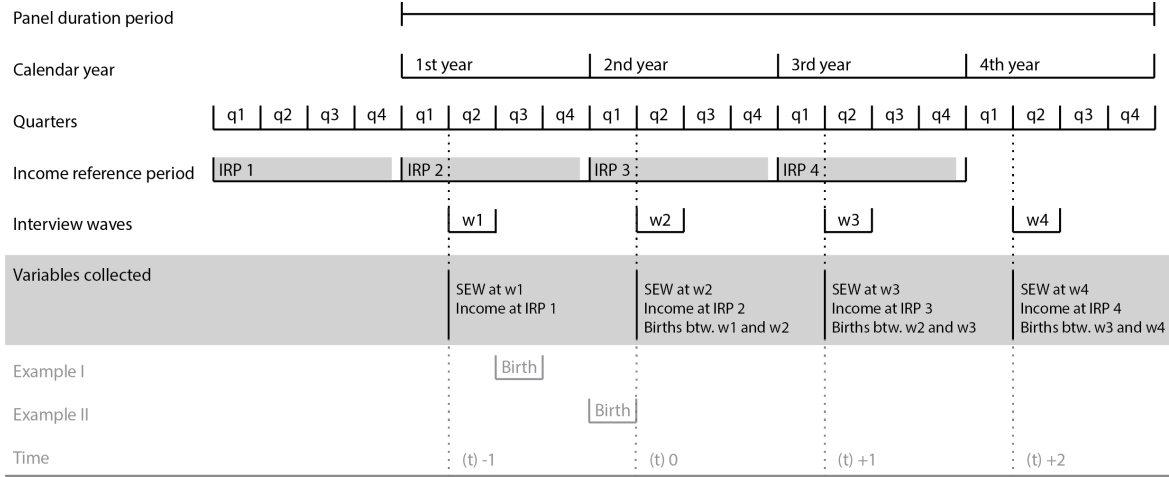 Panel duration period
Calendar year 1st year 2nd year 3rd year 4th year
Quarters q1 q2 q3 q4 q1 q2 q3 q4 q1 q2 q3 q4 q1 q2 q3 q4 q1 q2 q3 q4
Income reference period IRP 1 IRP 2 IRP 3 IRP 4
Interview waves w1 w2 w3 w4
Variables collected
SEW at w1 SEW at w2 SEW at w3 SEW at w4
Income at IRP 1 Income at IRP 2 Income at IRP 3 Income at IRP 4
Births btw. w1 and w2 Births btw. w2 and w3 Births btw. w3 and w4
Example I Birth
Example II Birth
Time (t) -1 (t) 0 (t) +1 (t) +2